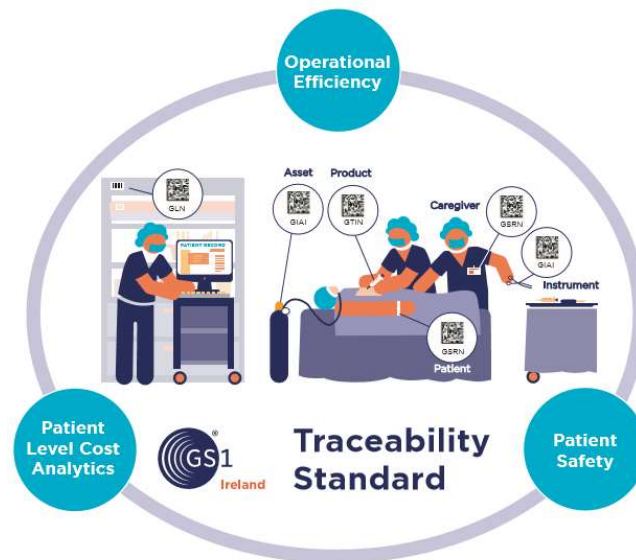 Operational
Efficiency
Asset
Product
Caregiver
GLN
GIAI
GTIN
GSRN
GIAI
PATIENT RECORD
Instrument
GSRN
Patient
Patient
Level Cost
Analytics
GS1
®
Ireland
Traceability
Standard
Patient
Safety